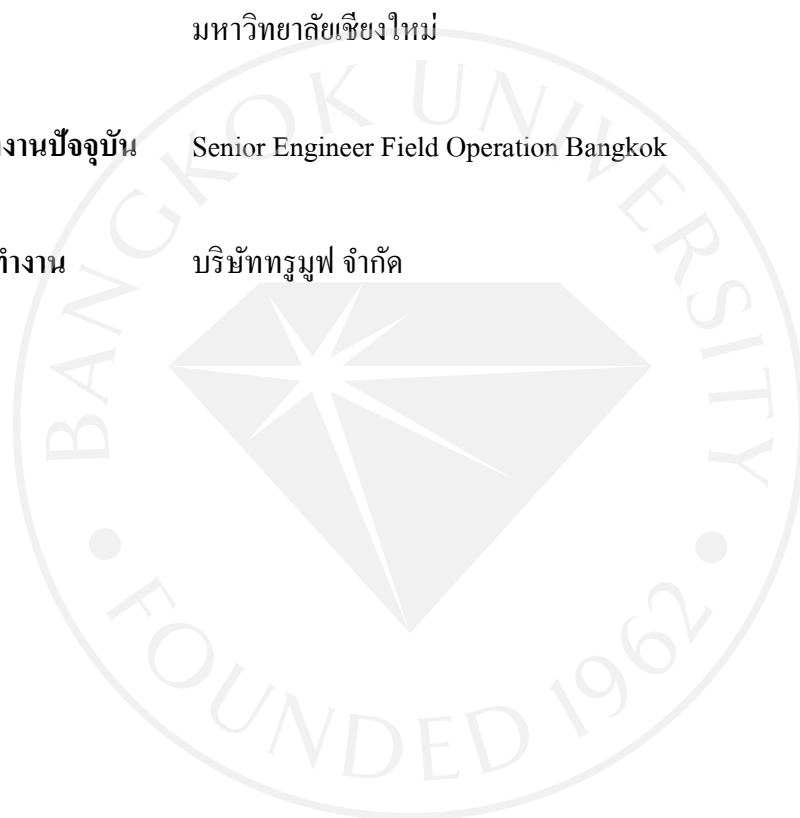 มหาวิทยาลัยเชียงใหม่
งานปัจจุบัน Senior Engineer Field Operation Bangkok
ทำงาน บริษัททรูมูฟ จำกัด
BANGKOK UNIVERSITY
• FOUNDED 1962 •